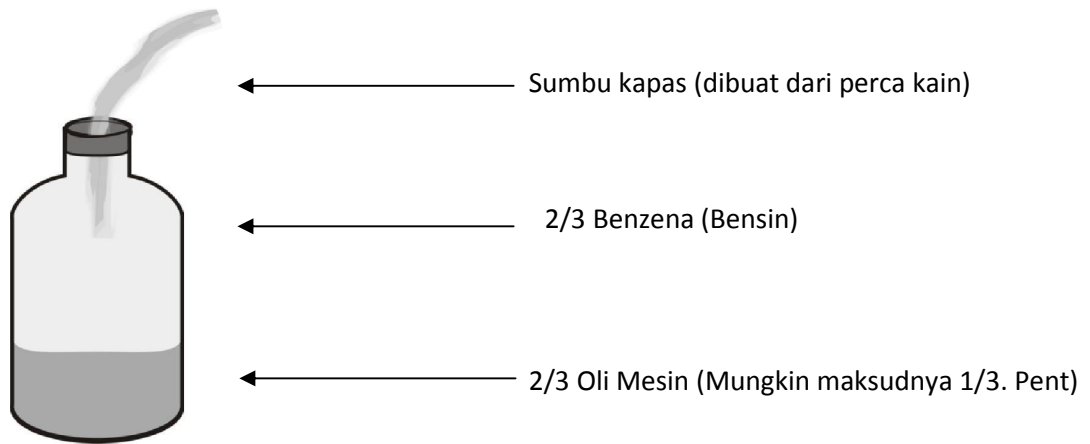 Sumbu kapas (dibuat dari perca kain)
2/3 Benzena (Bensin)
2/3 Oli Mesin (Mungkin maksudnya 1/3. Pent)